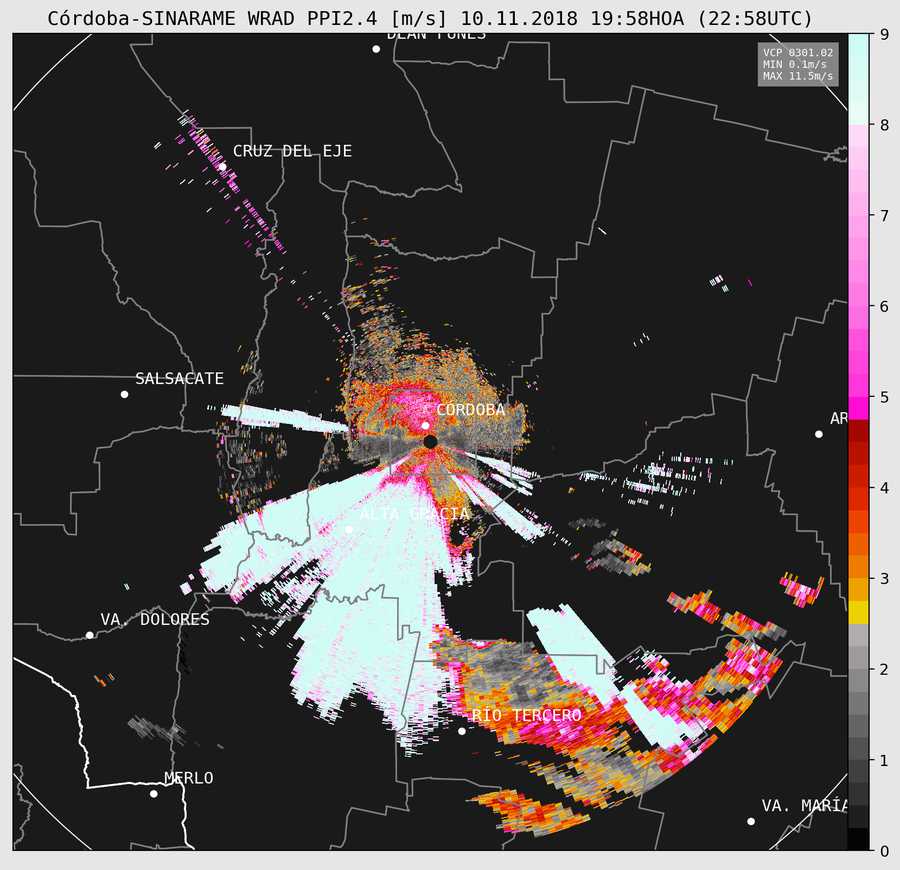 Córdoba-SINARAME WRAD PPI2.4 [m/s] 10.11.2018 19:58HOA (22:58UTC)
DEAN FUNES
VCP 0301.02
MIN 0.1m/s
MAX 11.5m/s
CRUZ DEL EJE
SALSACATE
CORDOBA
AR
ALTA GRACIA
VA. DOLORES
RÍO TERCERO
MERLO
VA. MARÍA
9
8
7
6
5
4
3
2
1
0